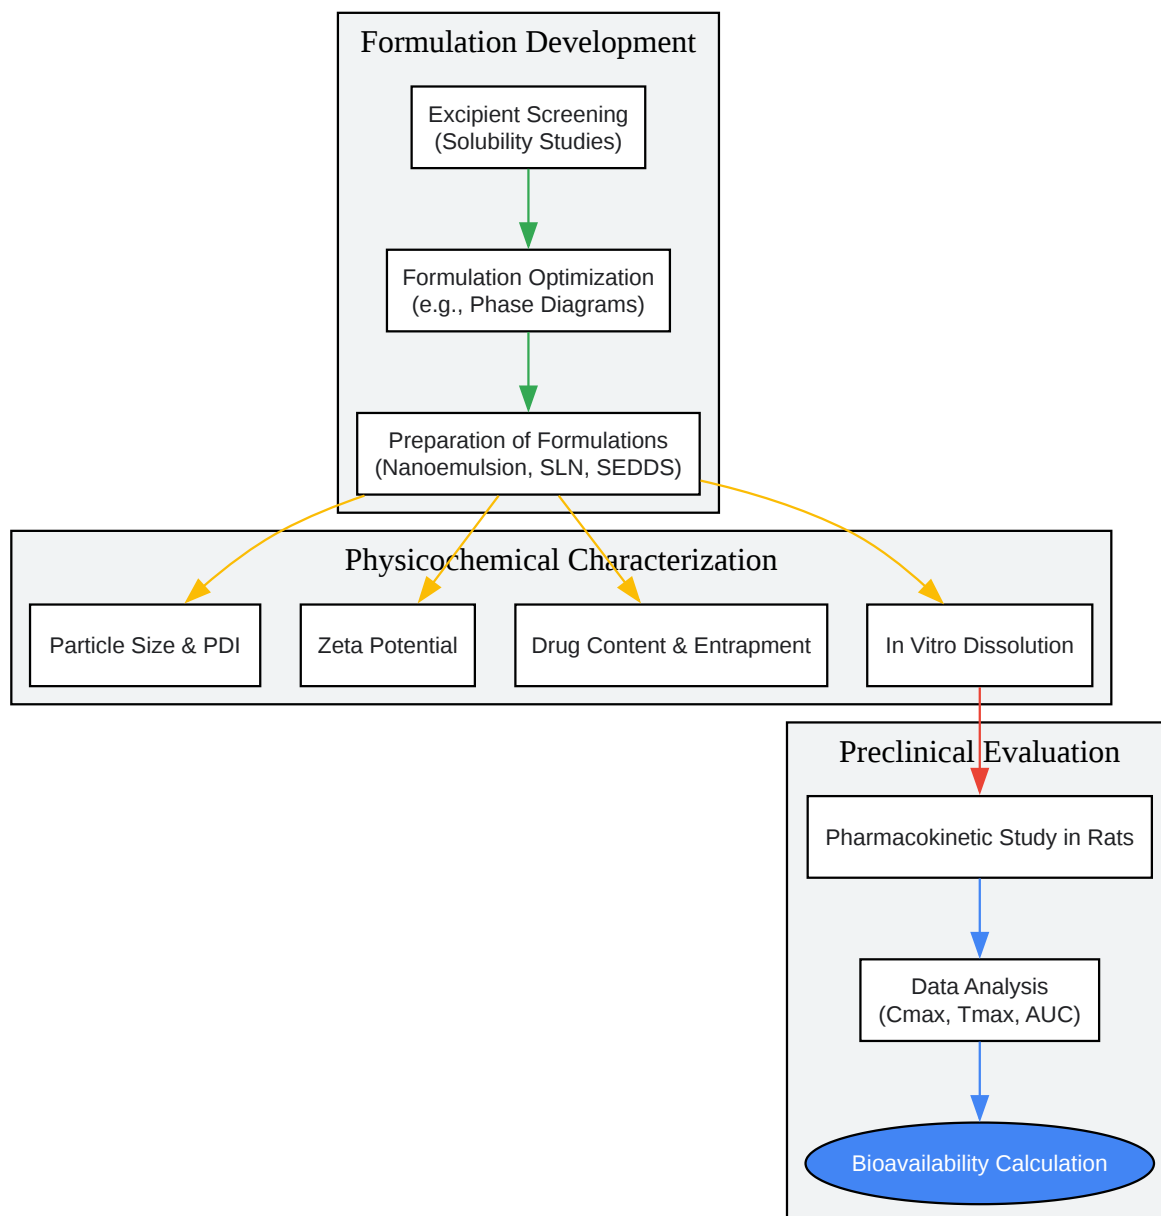 Formulation Development
Excipient Screening
(Solubility Studies)
Formulation Optimization
(e.g., Phase Diagrams)
Preparation of Formulations
(Nanoemulsion, SLN, SEDDS)
Physicochemical Characterization
Particle Size & PDI
Zeta Potential
Drug Content & Entrapment
In Vitro Dissolution
Preclinical Evaluation
Pharmacokinetic Study in Rats
Data Analysis
(Cmax, Tmax, AUC)
Bioavailability Calculation